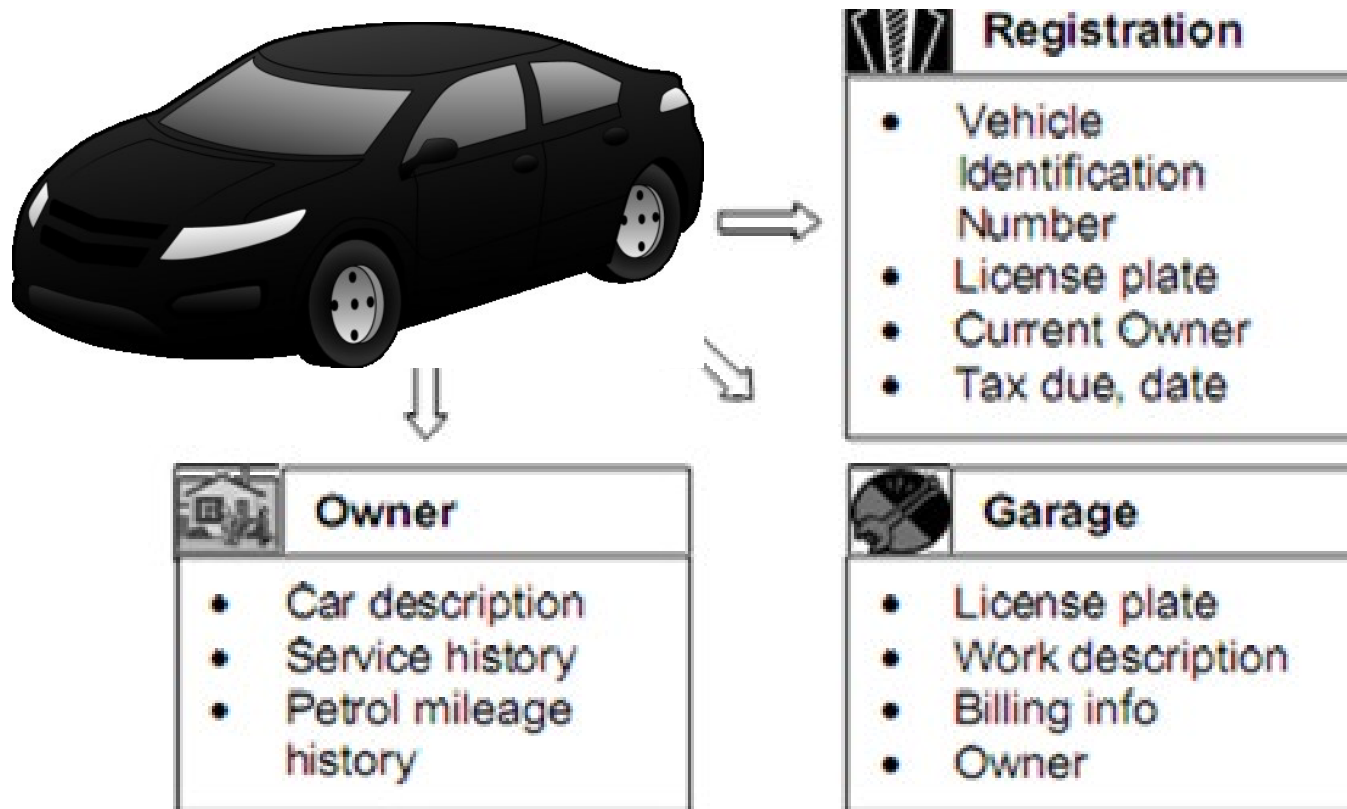 Registration
Vehicle
Identification
Number
License plate
Current Owner
Tax due, date
Owner
Car description
Service history
Petrol mileage
history
Garage
License plate
Work description
Billing info
Owner